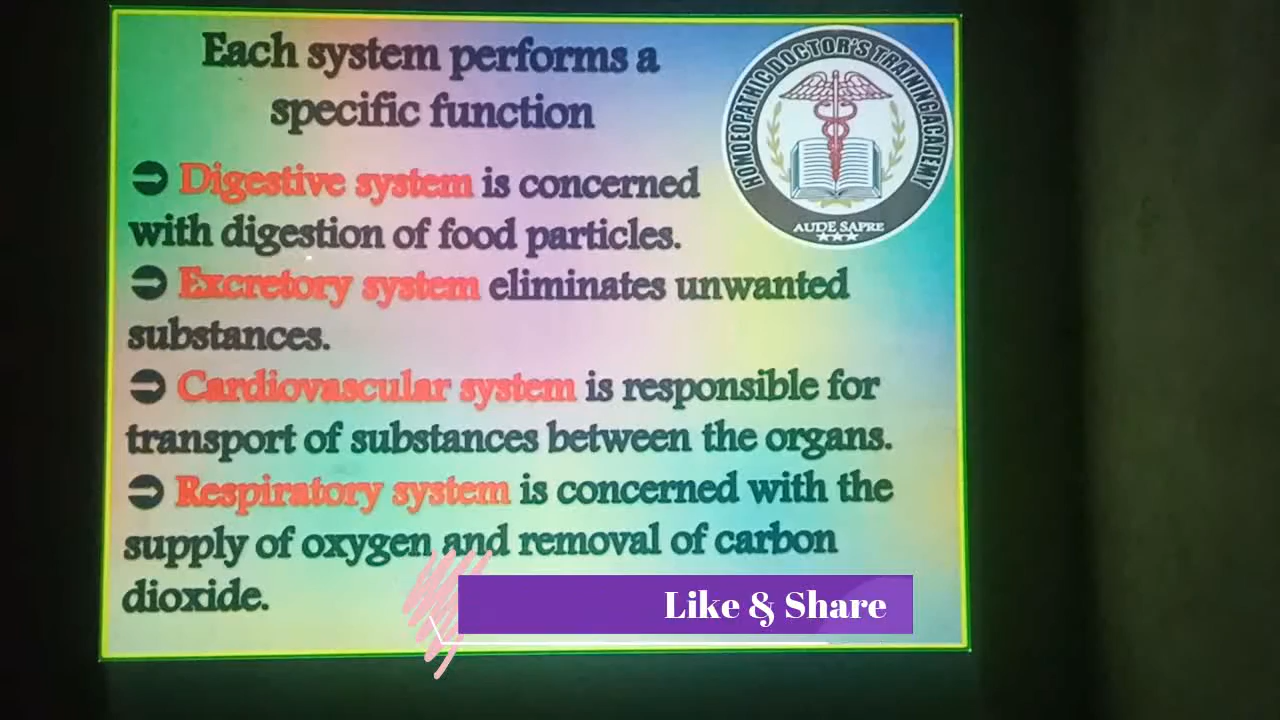 Each system performs a
specific function
HOMOEOPATHIC DOCTOR'S TRAINING ACADEMY
AUDE SAPRE
➲ Digestive system is concerned
with digestion of food particles.
➲ Excretory system eliminates unwanted
substances.
➲ Cardiovascular system is responsible for
transport of substances between the organs.
➲ Respiratory system is concerned with the
supply of oxygen and removal of carbon
dioxide.
Like & Share